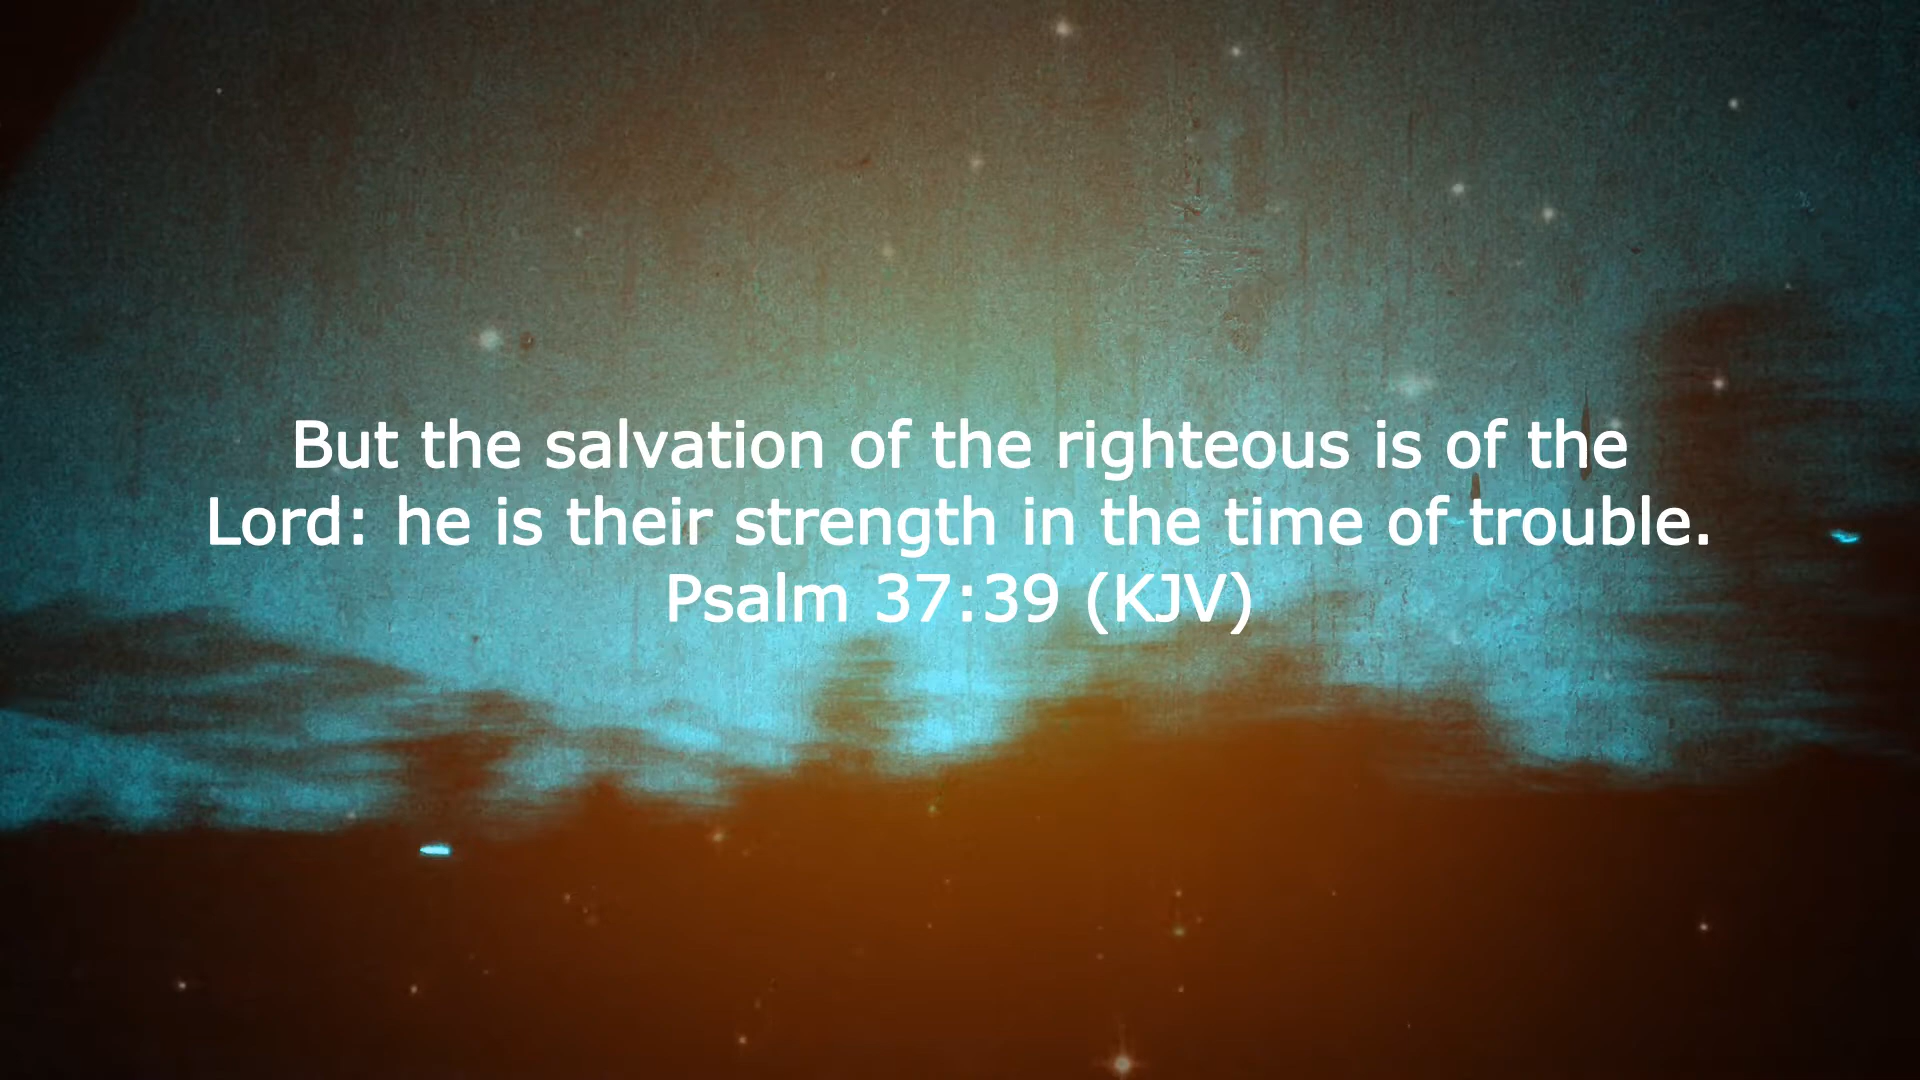 But the salvation of the righteous is of the
Lord: he is their strength in the time of trouble.
Psalm 37:39 (KJV)